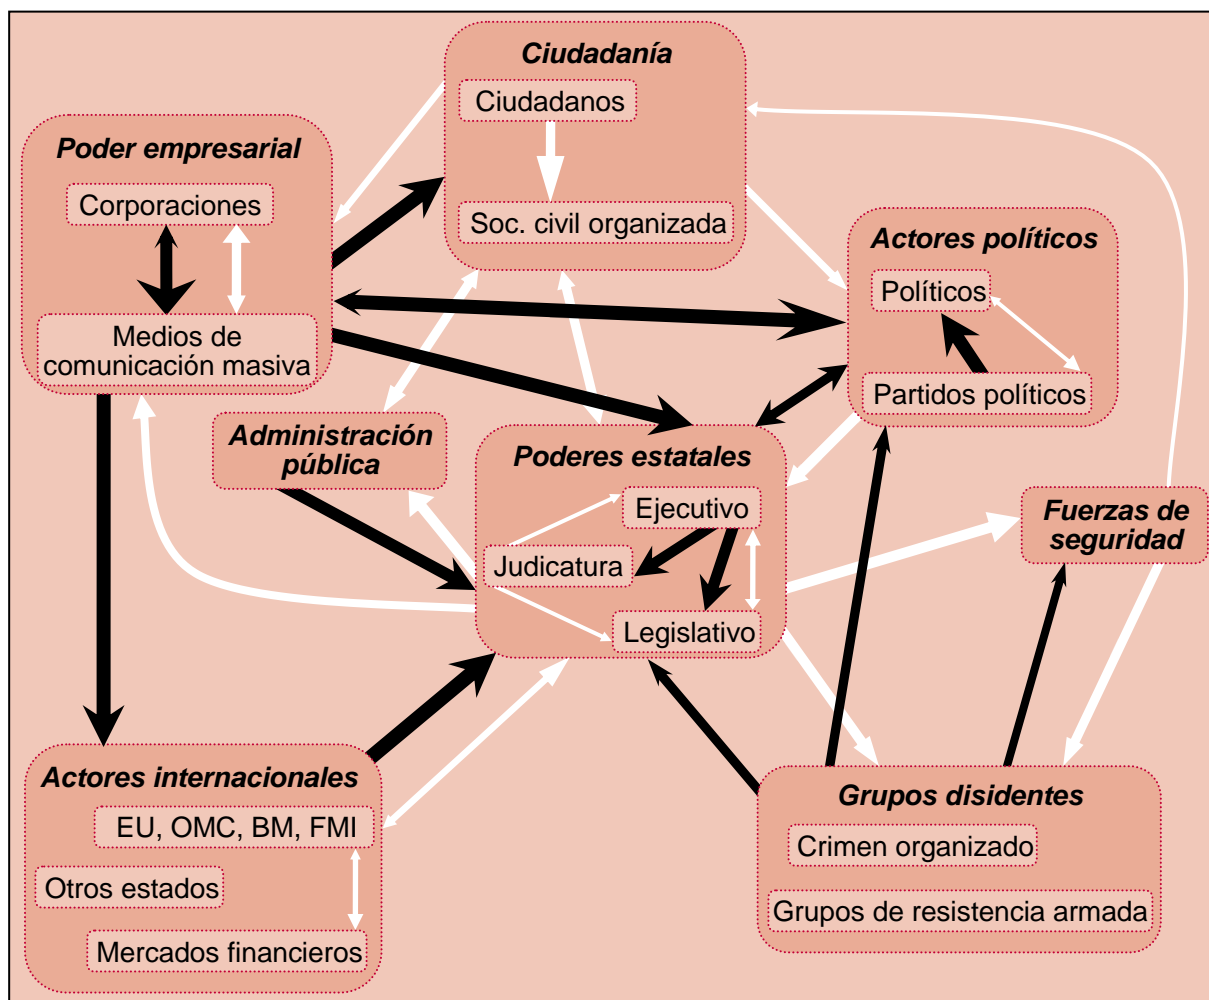 Ciudadanía
Ciudadanos
Soc. civil organizada
Poder empresarial
Corporaciones
Medios de
comunicación masiva
Actores políticos
Políticos
Partidos políticos
Administración
pública
Poderes estatales
Ejecutivo
Judicatura
Legislativo
Fuerzas de
seguridad
Actores internacionales
EU, OMC, BM, FMI
Otros estados
Mercados financieros
Grupos disidentes
Crimen organizado
Grupos de resistencia armada